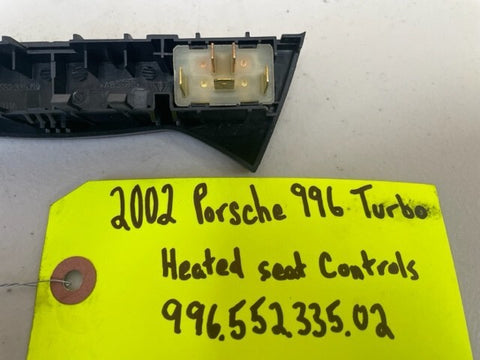 2002 Porsche 996 Turbo
Heated seat Controls
996.552.335.02